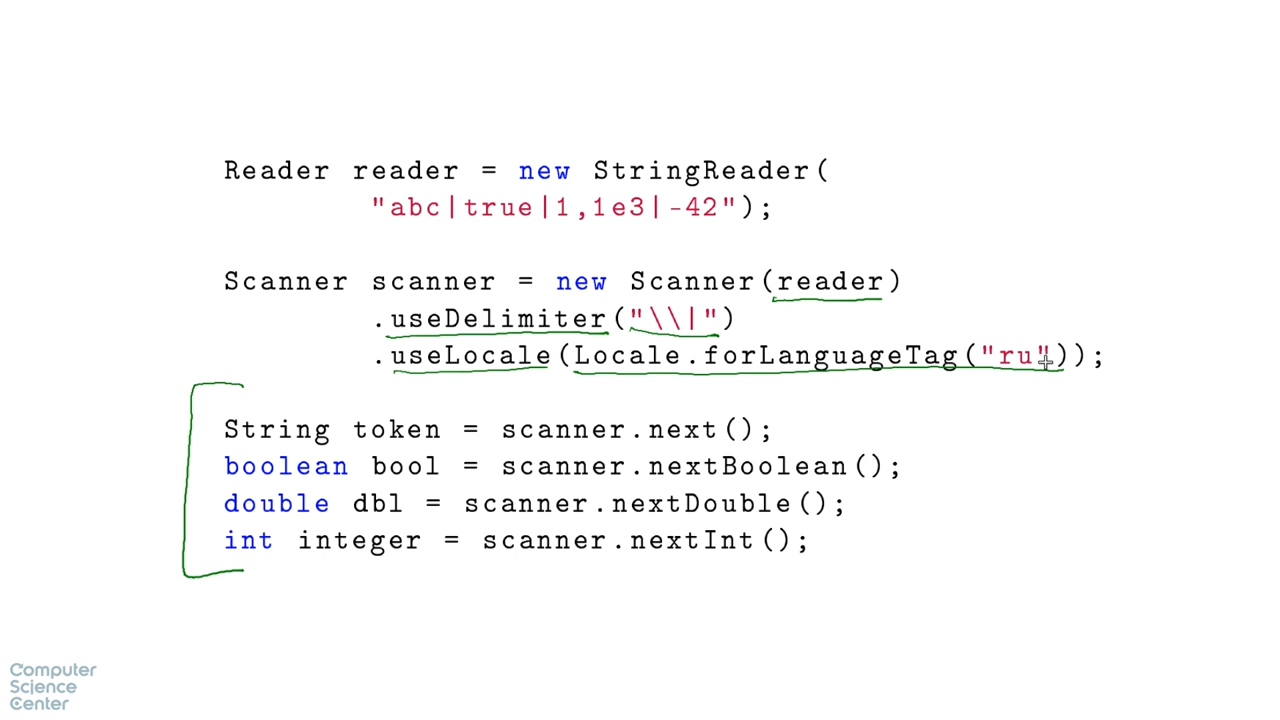 Reader reader = new StringReader(
"abc|true|1,1e3|-42");
Scanner scanner = new Scanner(reader)
.useDelimiter("\\|")
.useLocale(Locale.forLanguageTag("ru"));
String token = scanner.next();
boolean bool = scanner.nextBoolean();
double dbl = scanner.nextDouble();
int integer = scanner.nextInt();
Computer
Science
Center